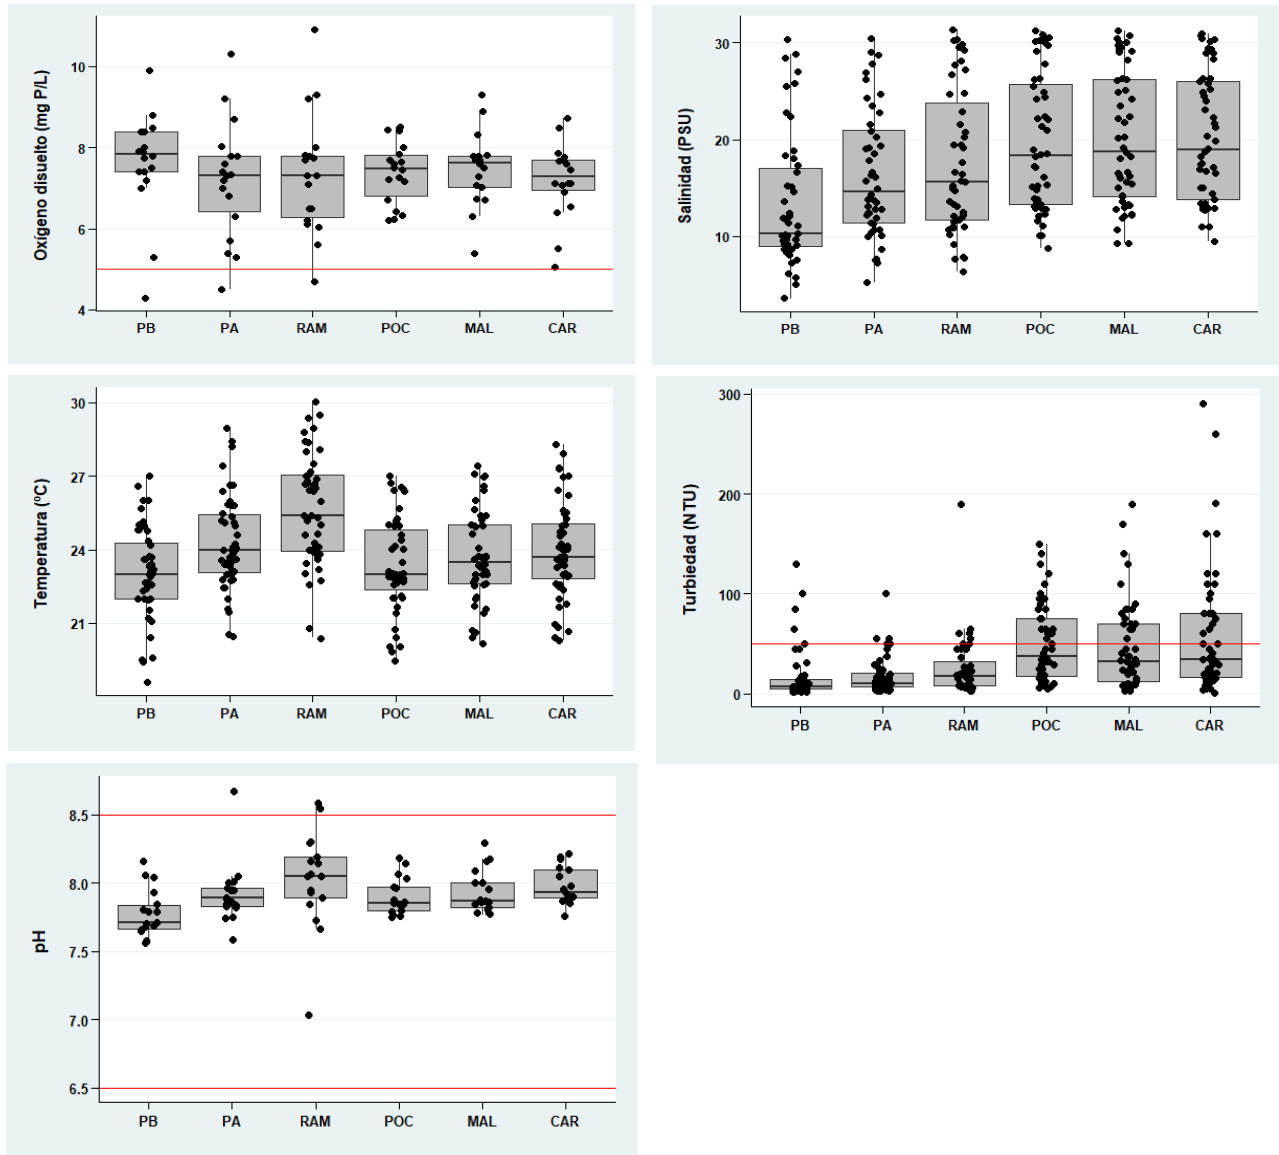 Oxígeno disuelto (mg P/L)
10
8
6
4
PB PA RAM POC MAL CAR
Salinidad (PSU)
30
20
10
PB PA RAM POC MAL CAR
Temperatura (ºC)
30
27
24
21
PB PA RAM POC MAL CAR
Turbiedad (NTU)
300
200
100
0
PB PA RAM POC MAL CAR
pH
8.5
8.0
7.5
7.0
6.5
PB PA RAM POC MAL CAR